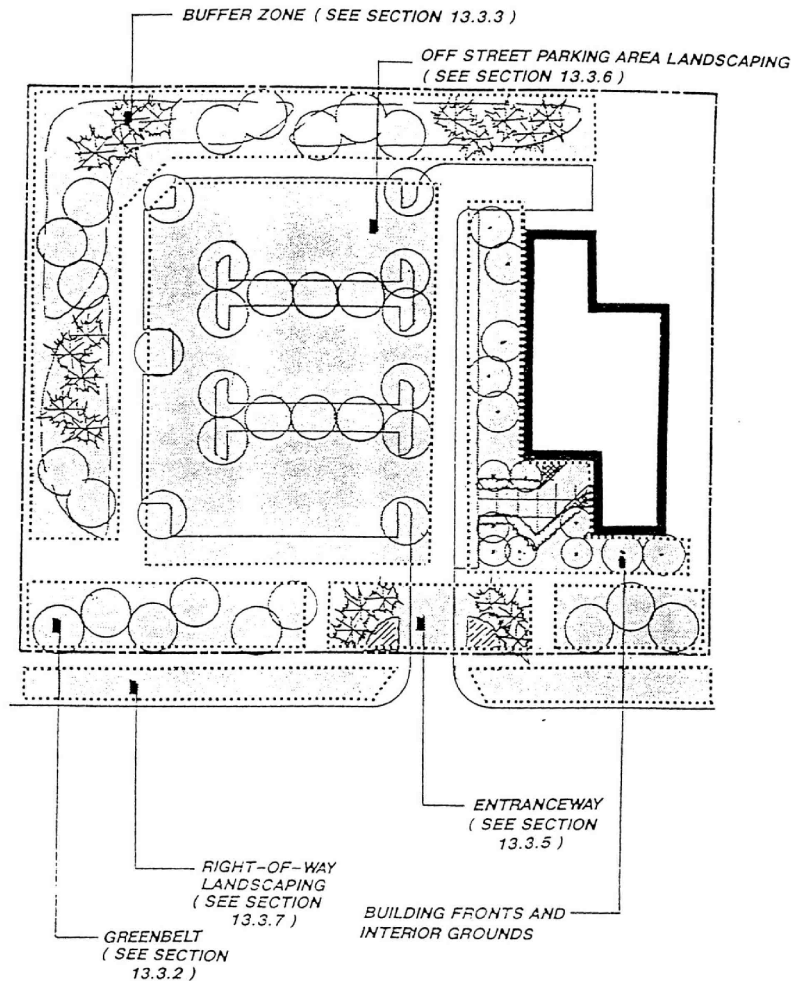 BUFFER ZONE ( SEE SECTION 13.3.3 )
OFF STREET PARKING AREA LANDSCAPING
( SEE SECTION 13.3.6 )
ENTRANCEWAY
( SEE SECTION
13.3.5 )
RIGHT-OF-WAY
LANDSCAPING
( SEE SECTION
13.3.7 )
BUILDING FRONTS AND
INTERIOR GROUNDS
GREENBELT
( SEE SECTION
13.3.2 )